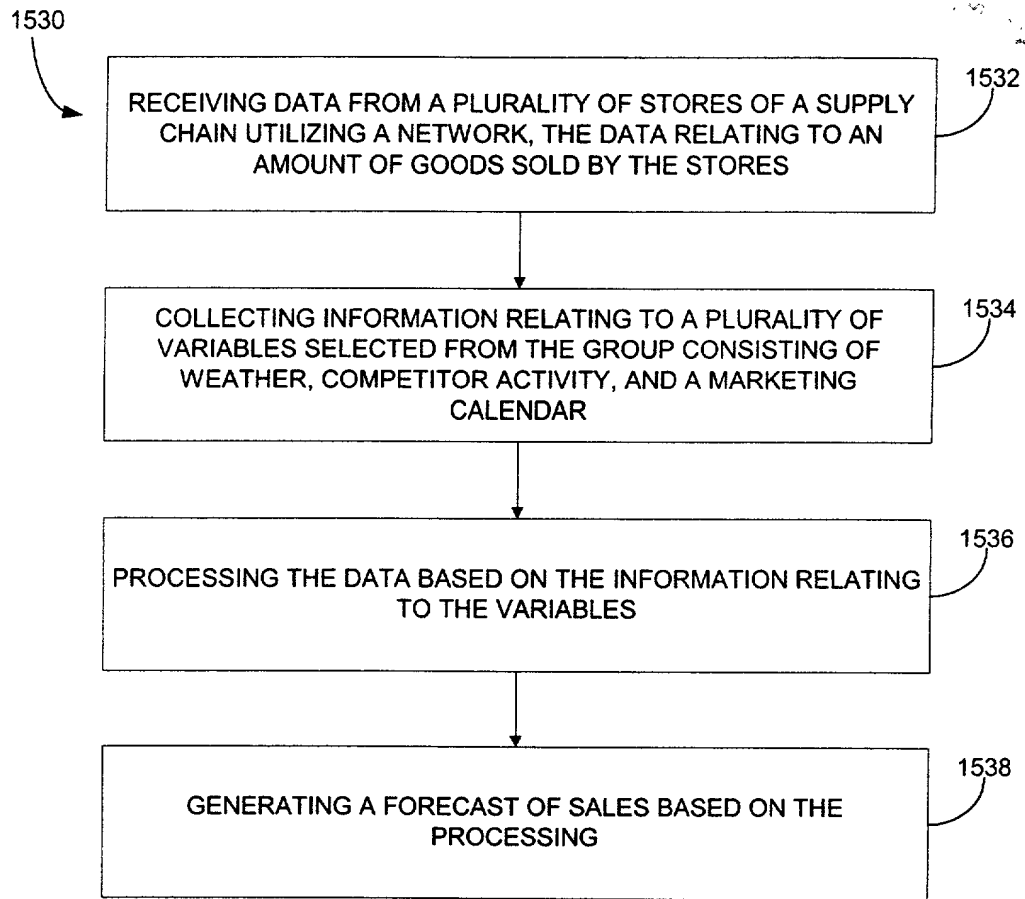 1530
1532
RECEIVING DATA FROM A PLURALITY OF STORES OF A SUPPLY
CHAIN UTILIZING A NETWORK, THE DATA RELATING TO AN
AMOUNT OF GOODS SOLD BY THE STORES
1534
COLLECTING INFORMATION RELATING TO A PLURALITY OF
VARIABLES SELECTED FROM THE GROUP CONSISTING OF
WEATHER, COMPETITOR ACTIVITY, AND A MARKETING
CALENDAR
1536
PROCESSING THE DATA BASED ON THE INFORMATION RELATING
TO THE VARIABLES
1538
GENERATING A FORECAST OF SALES BASED ON THE
PROCESSING